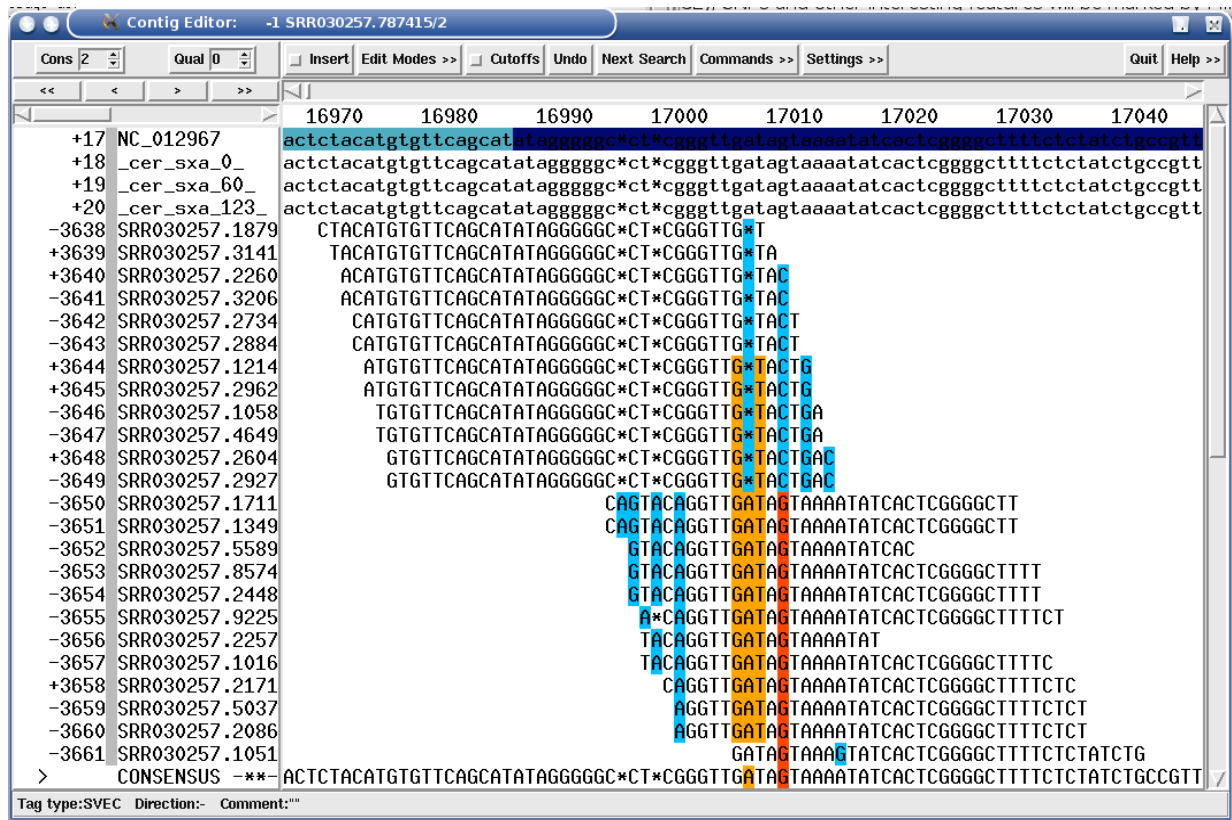 Contig Editor: -1 SRR030257.787415/2
Cons 2 Qual 0 Insert Edit Modes >> Cutoffs Undo Next Search Commands >> Settings >> Quit Help >>
<< < > >>
16970 16980 16990 17000 17010 17020 17030 17040
+17 NC_012967 actctacatgtgttcagcatatagggggc*ct*cgggttgatagtaaaatatcactcggggcttttctctatctgccgtt
+18 _cer_sxa_0_ actctacatgtgttcagcatatagggggc*ct*cgggttgatagtaaaatatcactcggggcttttctctatctgccgtt
+19 _cer_sxa_60_ actctacatgtgttcagcatatagggggc*ct*cgggttgatagtaaaatatcactcggggcttttctctatctgccgtt
+20 _cer_sxa_123_ actctacatgtgttcagcatatagggggc*ct*cgggttgatagtaaaatatcactcggggcttttctctatctgccgtt
-3638 SRR030257.1879 CTACATGTGTTCAGCATATAGGGGGC*CT*CGGGTTG*T
+3639 SRR030257.3141 TACATGTGTTCAGCATATAGGGGGC*CT*CGGGTTG*TA
+3640 SRR030257.2260 ACATGTGTTCAGCATATAGGGGGC*CT*CGGGTTG*TAC
-3641 SRR030257.3206 ACATGTGTTCAGCATATAGGGGGC*CT*CGGGTTG*TAC
-3642 SRR030257.2734 CATGTGTTCAGCATATAGGGGGC*CT*CGGGTTG*TACT
-3643 SRR030257.2884 CATGTGTTCAGCATATAGGGGGC*CT*CGGGTTG*TACT
+3644 SRR030257.1214 ATGTGTTCAGCATATAGGGGGC*CT*CGGGTTG*TACTG
+3645 SRR030257.2962 ATGTGTTCAGCATATAGGGGGC*CT*CGGGTTG*TACTG
-3646 SRR030257.1058 TGTGTTCAGCATATAGGGGGC*CT*CGGGTTG*TACTGA
-3647 SRR030257.4649 TGTGTTCAGCATATAGGGGGC*CT*CGGGTTG*TACTGA
+3648 SRR030257.2604 GTGTTCAGCATATAGGGGGC*CT*CGGGTTG*TACTGAC
-3649 SRR030257.2927 GTGTTCAGCATATAGGGGGC*CT*CGGGTTG*TACTGAC
-3650 SRR030257.1711 CAGTACAGGTTGATAGTAAAATATCACTCGGGGCTT
-3651 SRR030257.1349 CAGTACAGGTTGATAGTAAAATATCACTCGGGGCTT
-3652 SRR030257.5589 GTACAGGTTGATAGTAAAATATCAC
-3653 SRR030257.8574 GTACAGGTTGATAGTAAAATATCACTCGGGGCTTTT
-3654 SRR030257.2448 GTACAGGTTGATAGTAAAATATCACTCGGGGCTTTT
-3655 SRR030257.9225 A*CAGGTTGATAGTAAAATATCACTCGGGGCTTTTCT
-3656 SRR030257.2257 TACAGGTTGATAGTAAAATAT
-3657 SRR030257.1016 TACAGGTTGATAGTAAAATATCACTCGGGGCTTTTC
+3658 SRR030257.2171 CAGGTTGATAGTAAAATATCACTCGGGGCTTTTCTC
-3659 SRR030257.5037 AGGTTGATAGTAAAATATCACTCGGGGCTTTTCTCT
-3660 SRR030257.2086 AGGTTGATAGTAAAATATCACTCGGGGCTTTTCTCT
-3661 SRR030257.1051 GATAGTAAAGTATCACTCGGGGCTTTTCTCTATCTG
> CONSENSUS -**- ACTCTACATGTGTTCAGCATATAGGGGGC*CT*CGGGTTGATAGTAAAATATCACTCGGGGCTTTTCTCTATCTGCCGTT
Tag type:SVEC Direction:- Comment:""